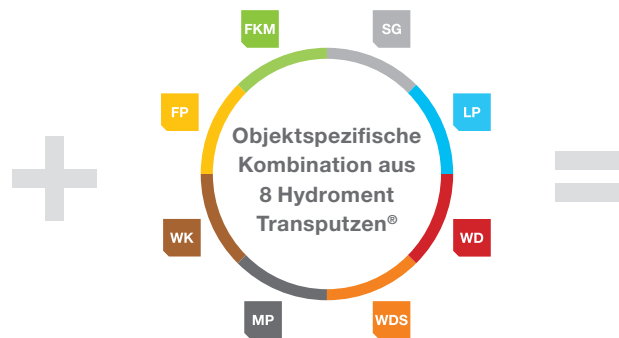 FKM
SG
FP
LP
Objektspezifische
Kombination aus
8 Hydroment
Transputzen®
WK
WD
MP
WDS